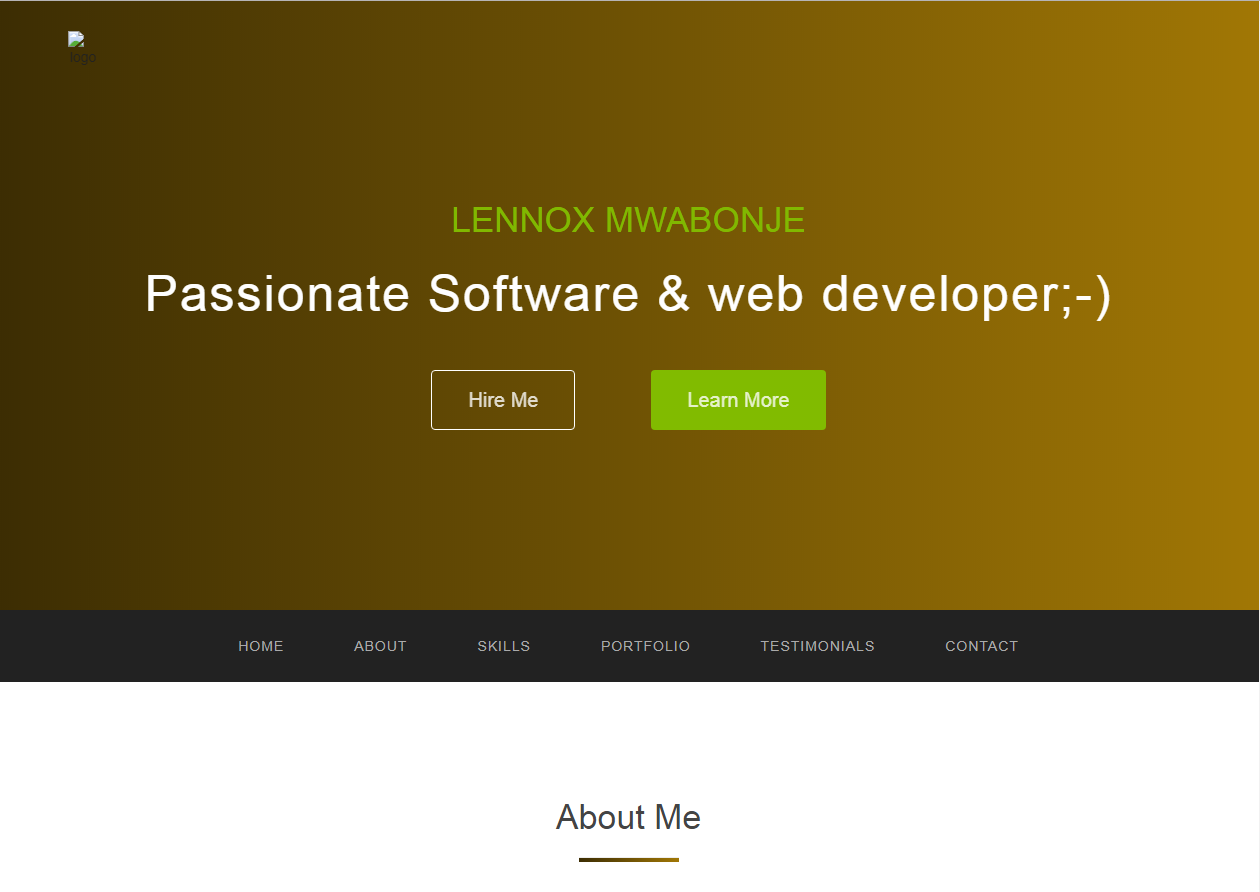 logo
LENNOX MWABONJE
Passionate Software & web developer;-)
Hire Me Learn More
HOME ABOUT SKILLS PORTFOLIO TESTIMONIALS CONTACT
About Me